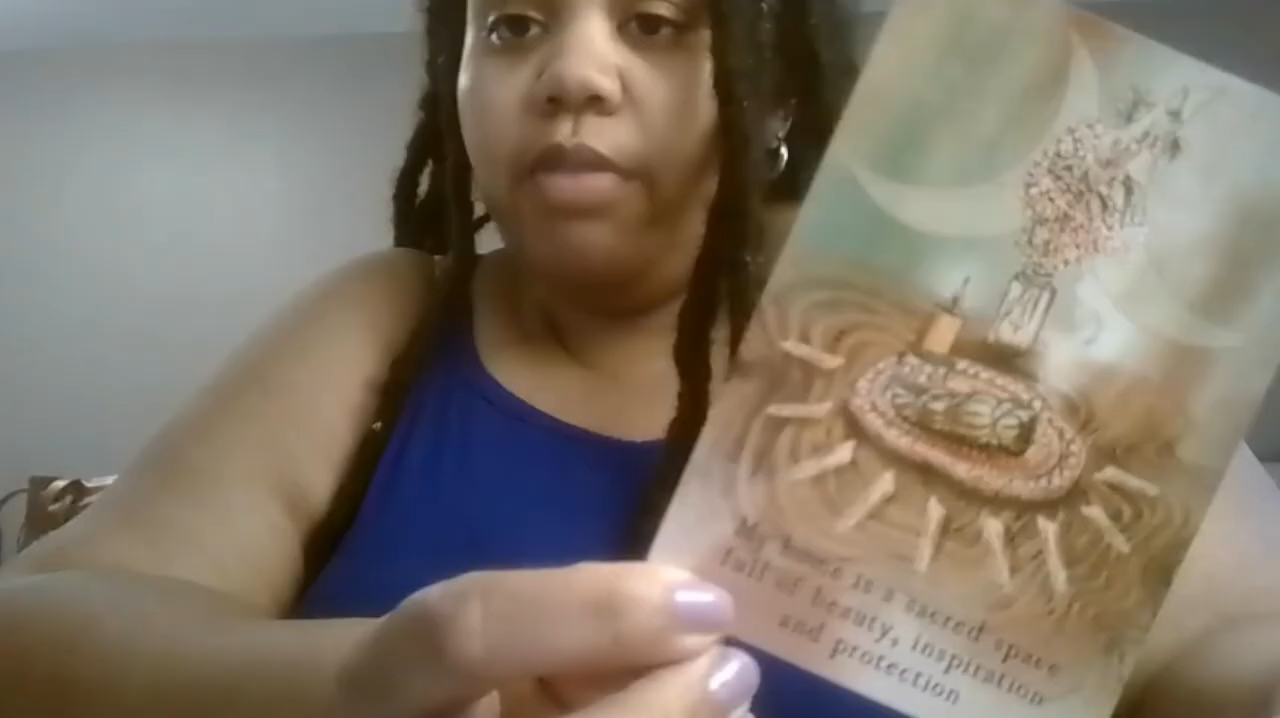 My home is a sacred space
full of beauty, inspiration
and protection